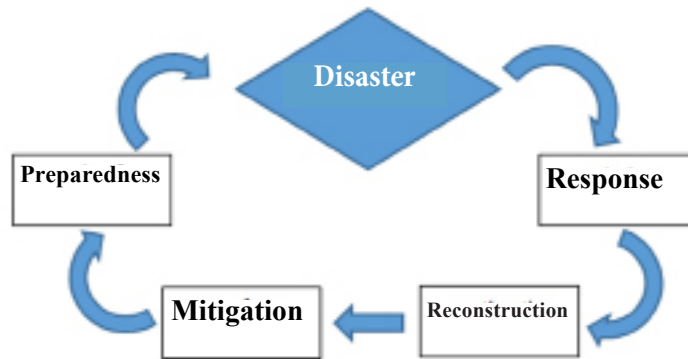 Disaster
Preparedness
Response
Mitigation
Reconstruction